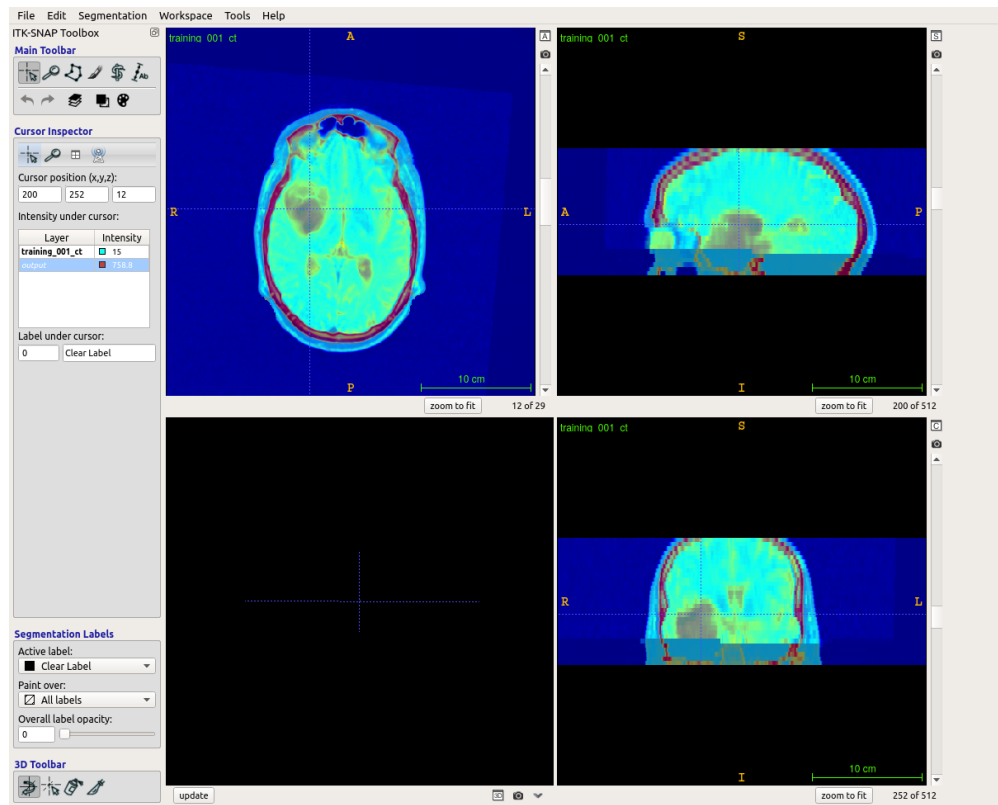 File Edit Segmentation Workspace Tools Help
ITK-SNAP Toolbox
Main Toolbar
Ab
Cursor Inspector
Cursor position (x,y,z):
200 252 12
Intensity under cursor:
Layer Intensity
training_001_ct 15
output 758.8
Label under cursor:
0 Clear Label
Segmentation Labels
Active label:
Clear Label
Paint over:
All labels
Overall label opacity:
0
3D Toolbar
training_001_ct
A
A
R
L
10 cm
P
zoom to fit 12 of 29
training_001_ct
S
S
A
P
10 cm
I
zoom to fit 200 of 512
update
3D
training_001_ct
S
C
R
L
10 cm
I
zoom to fit 252 of 512